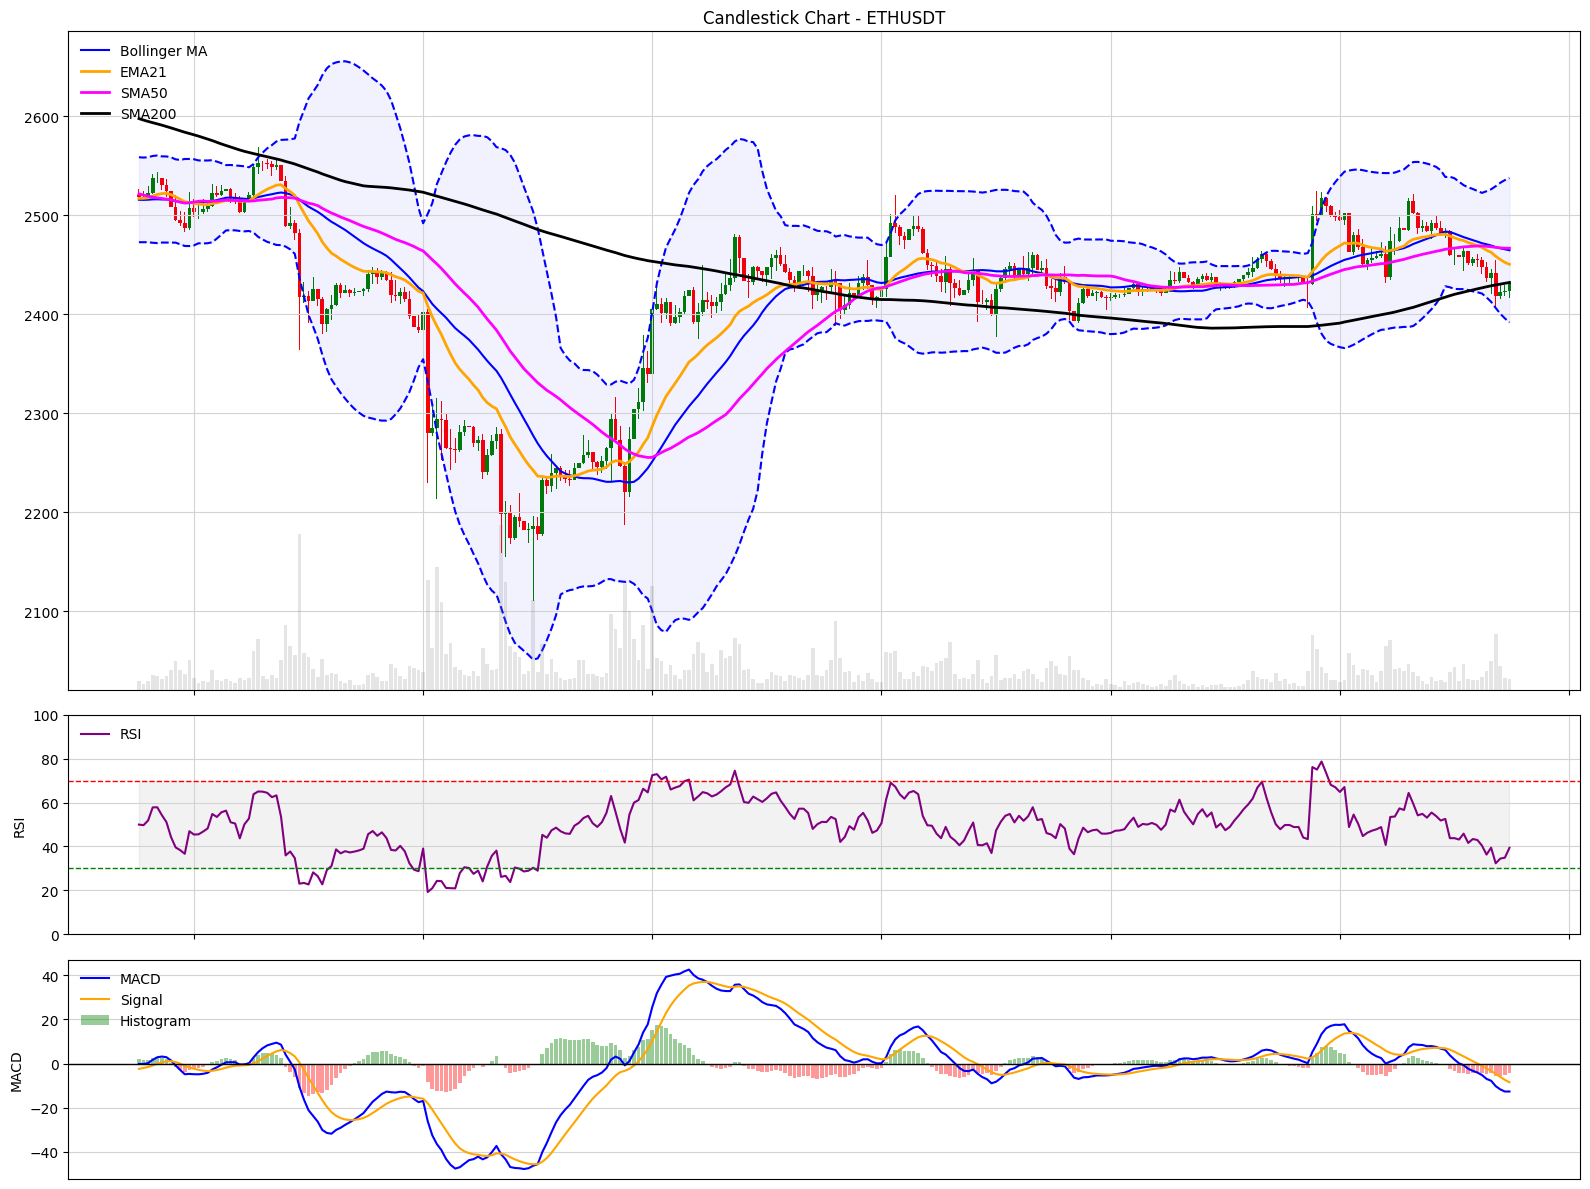 Candlestick Chart - ETHUSDT
Bollinger MA
EMA21
SMA50
SMA200
2600
2500
2400
2300
2200
2100
RSI
100
80
60
40
20
0
RSI
MACD
Signal
Histogram
40
20
0
−20
−40
MACD